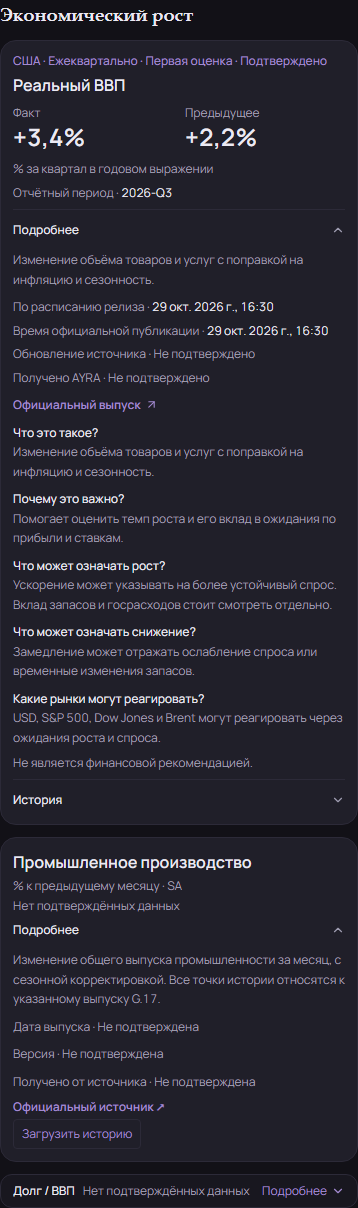 Экономический рост
США · Ежеквартально · Первая оценка · Подтверждено
Реальный ВВП
Факт Предыдущее
+3,4% +2,2%
% за квартал в годовом выражении
Отчётный период · 2026-Q3
Подробнее
Изменение объёма товаров и услуг с поправкой на
инфляцию и сезонность.
По расписанию релиза · 29 окт. 2026 г., 16:30
Время официальной публикации · 29 окт. 2026 г., 16:30
Обновление источника · Не подтверждено
Получено AYRA · Не подтверждено
Официальный выпуск ↗
Что это такое?
Изменение объёма товаров и услуг с поправкой на
инфляцию и сезонность.
Почему это важно?
Помогает оценить темп роста и его вклад в ожидания по
прибыли и ставкам.
Что может означать рост?
Ускорение может указывать на более устойчивый спрос.
Вклад запасов и госрасходов стоит смотреть отдельно.
Что может означать снижение?
Замедление может отражать ослабление спроса или
временные изменения запасов.
Какие рынки могут реагировать?
USD, S&P 500, Dow Jones и Brent могут реагировать через
ожидания роста и спроса.
Не является финансовой рекомендацией.
История
Промышленное производство
% к предыдущему месяцу · SA
Нет подтверждённых данных
Подробнее
Изменение общего выпуска промышленности за месяц, с
сезонной корректировкой. Все точки истории относятся к
указанному выпуску G.17.
Дата выпуска · Не подтверждена
Версия · Не подтверждена
Получено от источника · Не подтверждена
Официальный источник ↗
Загрузить историю
Долг / ВВП Нет подтверждённых данных Подробнее